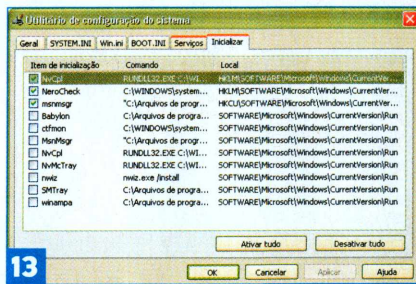 Utilitário de configuração do sistema
Geral SYSTEM.INI Win.ini BOOT.INI Serviços Inicializar
Item de inicialização Comando Local
NvCpl RUNDLL32.EXE C:\WI... HKLM\SOFTWARE\Microsoft\Windows\CurrentVer...
NeroCheck C:\WINDOWS\system... HKLM\SOFTWARE\Microsoft\Windows\CurrentVer...
msnmsgr "C:\Arquivos de prog... HKCU\SOFTWARE\Microsoft\Windows\CurrentVer...
Babylon C:\Arquivos de progra... SOFTWARE\Microsoft\Windows\CurrentVersion\Run
ctfmon C:\WINDOWS\system... SOFTWARE\Microsoft\Windows\CurrentVersion\Run
MsnMsgr "C:\Arquivos de prog... SOFTWARE\Microsoft\Windows\CurrentVersion\Run
NvCpl RUNDLL32.EXE C:\WI... SOFTWARE\Microsoft\Windows\CurrentVersion\Run
NvMcTray RUNDLL32.EXE C:\WI... SOFTWARE\Microsoft\Windows\CurrentVersion\Run
nwiz nwiz.exe /install SOFTWARE\Microsoft\Windows\CurrentVersion\Run
SMTray C:\Arquivos de progra... SOFTWARE\Microsoft\Windows\CurrentVersion\Run
winampa C:\Arquivos de progra... SOFTWARE\Microsoft\Windows\CurrentVersion\Run
Ativar tudo Desativar tudo
13
OK Cancelar Aplicar Ajuda